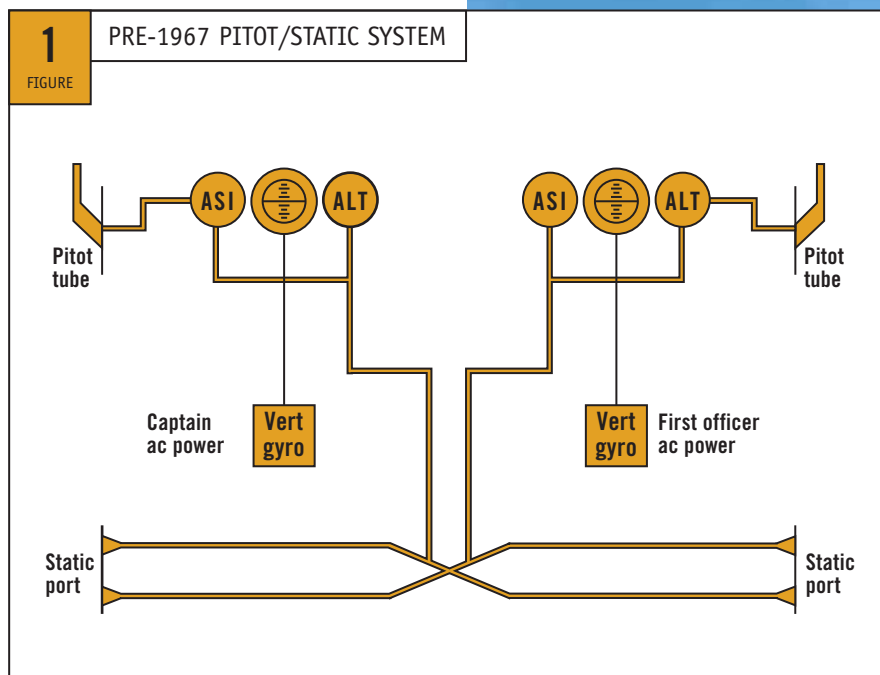 1
FIGURE
PRE-1967 PITOT/STATIC SYSTEM
ASI
ALT
ASI
ALT
Pitot
tube
Pitot
tube
Captain
ac power
Vert
gyro
Vert
gyro
First officer
ac power
Static
port
Static
port